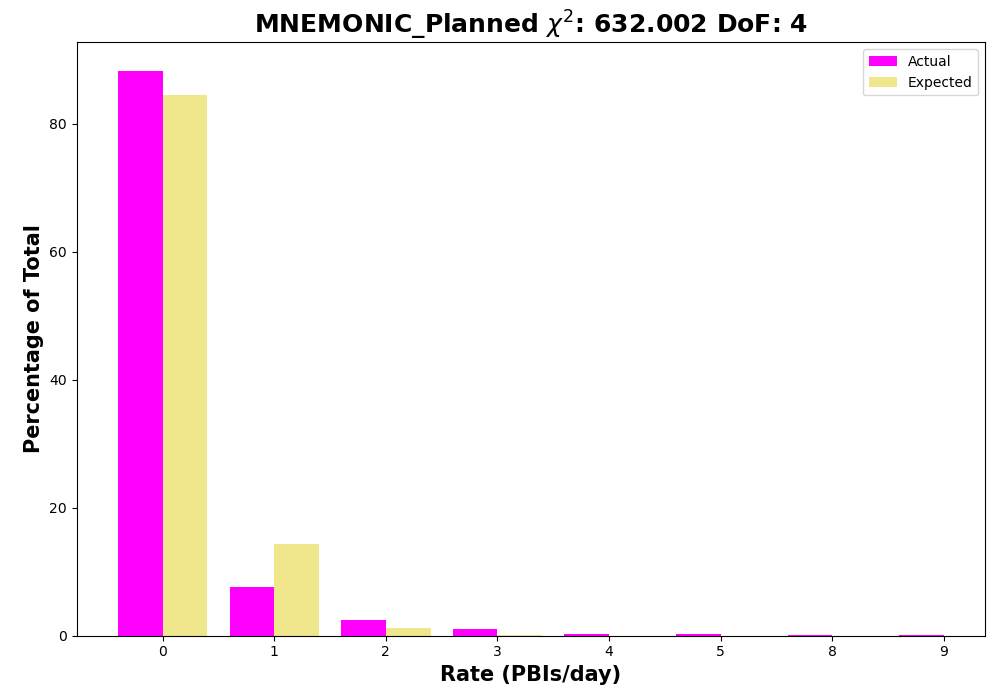 MNEMONIC_Planned χ²: 632.002 DoF: 4
Actual
Expected
Percentage of Total
80
60
40
20
0
0 1 2 3 4 5 8 9
Rate (PBIs/day)